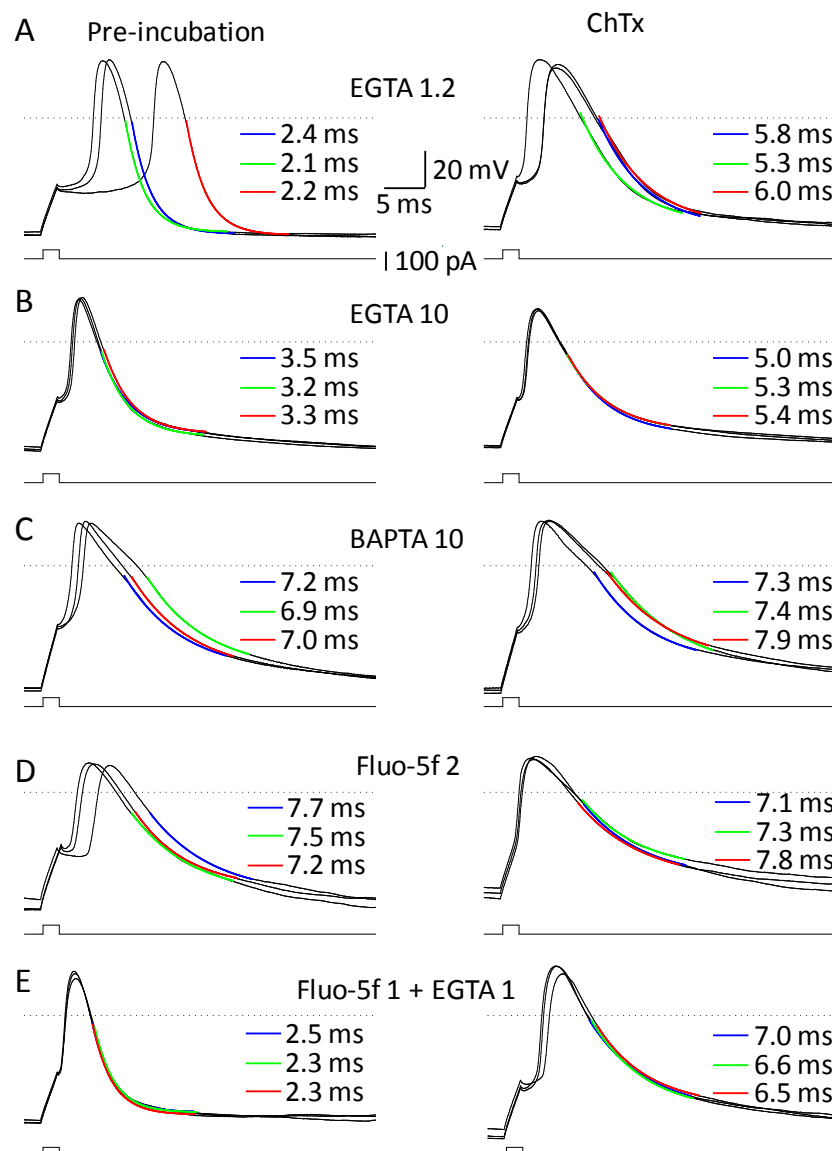 A
Pre-incubation
ChTx
EGTA 1.2
2.4 ms
2.1 ms
2.2 ms
20 mV
5 ms
5.8 ms
5.3 ms
6.0 ms
100 pA
B
EGTA 10
3.5 ms
3.2 ms
3.3 ms
5.0 ms
5.3 ms
5.4 ms
C
BAPTA 10
7.2 ms
6.9 ms
7.0 ms
7.3 ms
7.4 ms
7.9 ms
D
Fluo-5f 2
7.7 ms
7.5 ms
7.2 ms
7.1 ms
7.3 ms
7.8 ms
E
Fluo-5f 1 + EGTA 1
2.5 ms
2.3 ms
2.3 ms
7.0 ms
6.6 ms
6.5 ms